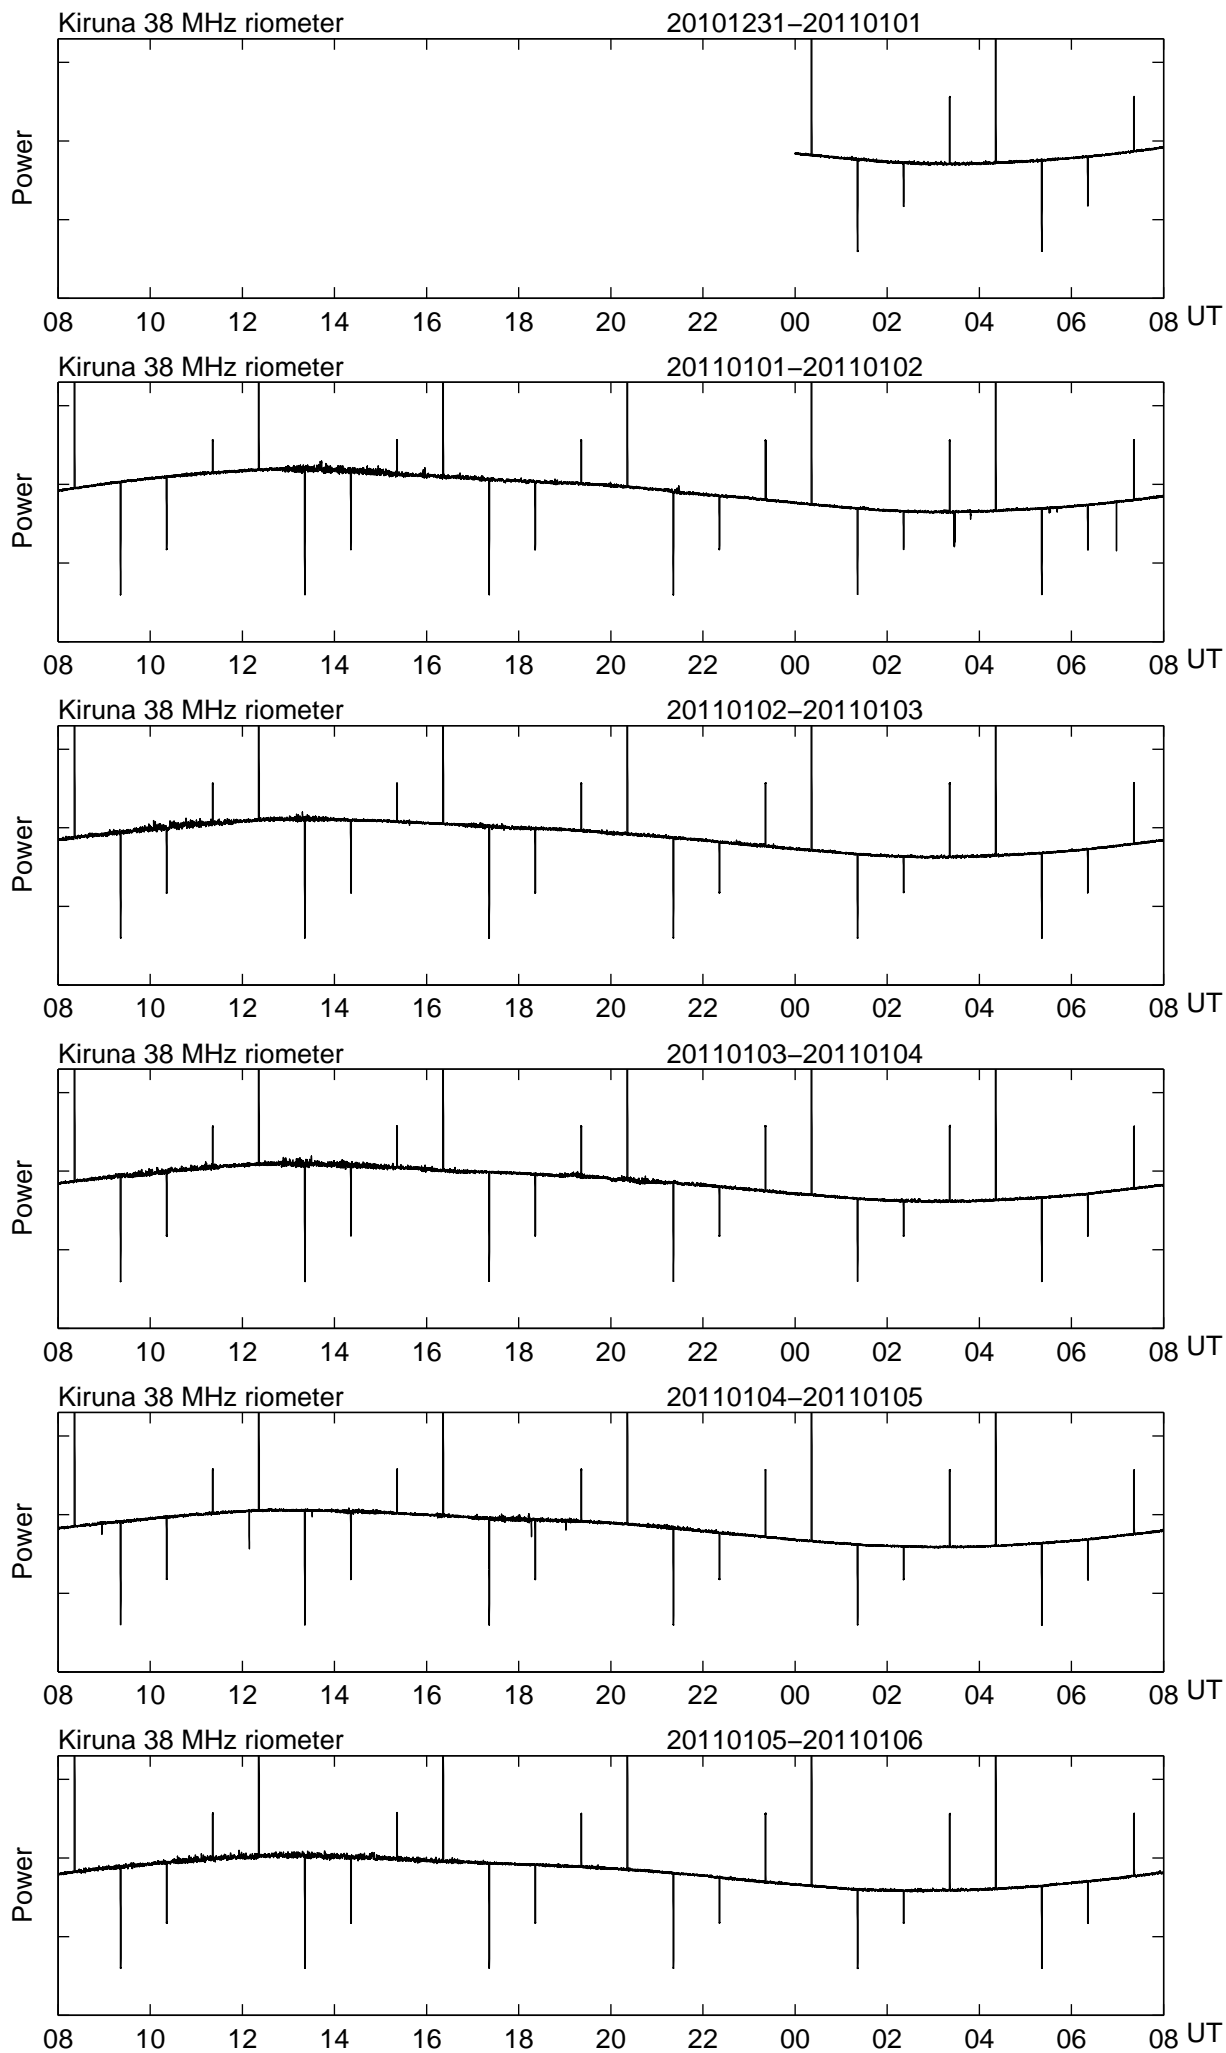 Kiruna 38 MHz riometer 20101231−20110101
Power
08 10 12 14 16 18 20 22 00 02 04 06 08 UT
Kiruna 38 MHz riometer 20110101−20110102
Power
08 10 12 14 16 18 20 22 00 02 04 06 08 UT
Kiruna 38 MHz riometer 20110102−20110103
Power
08 10 12 14 16 18 20 22 00 02 04 06 08 UT
Kiruna 38 MHz riometer 20110103−20110104
Power
08 10 12 14 16 18 20 22 00 02 04 06 08 UT
Kiruna 38 MHz riometer 20110104−20110105
Power
08 10 12 14 16 18 20 22 00 02 04 06 08 UT
Kiruna 38 MHz riometer 20110105−20110106
Power
08 10 12 14 16 18 20 22 00 02 04 06 08 UT